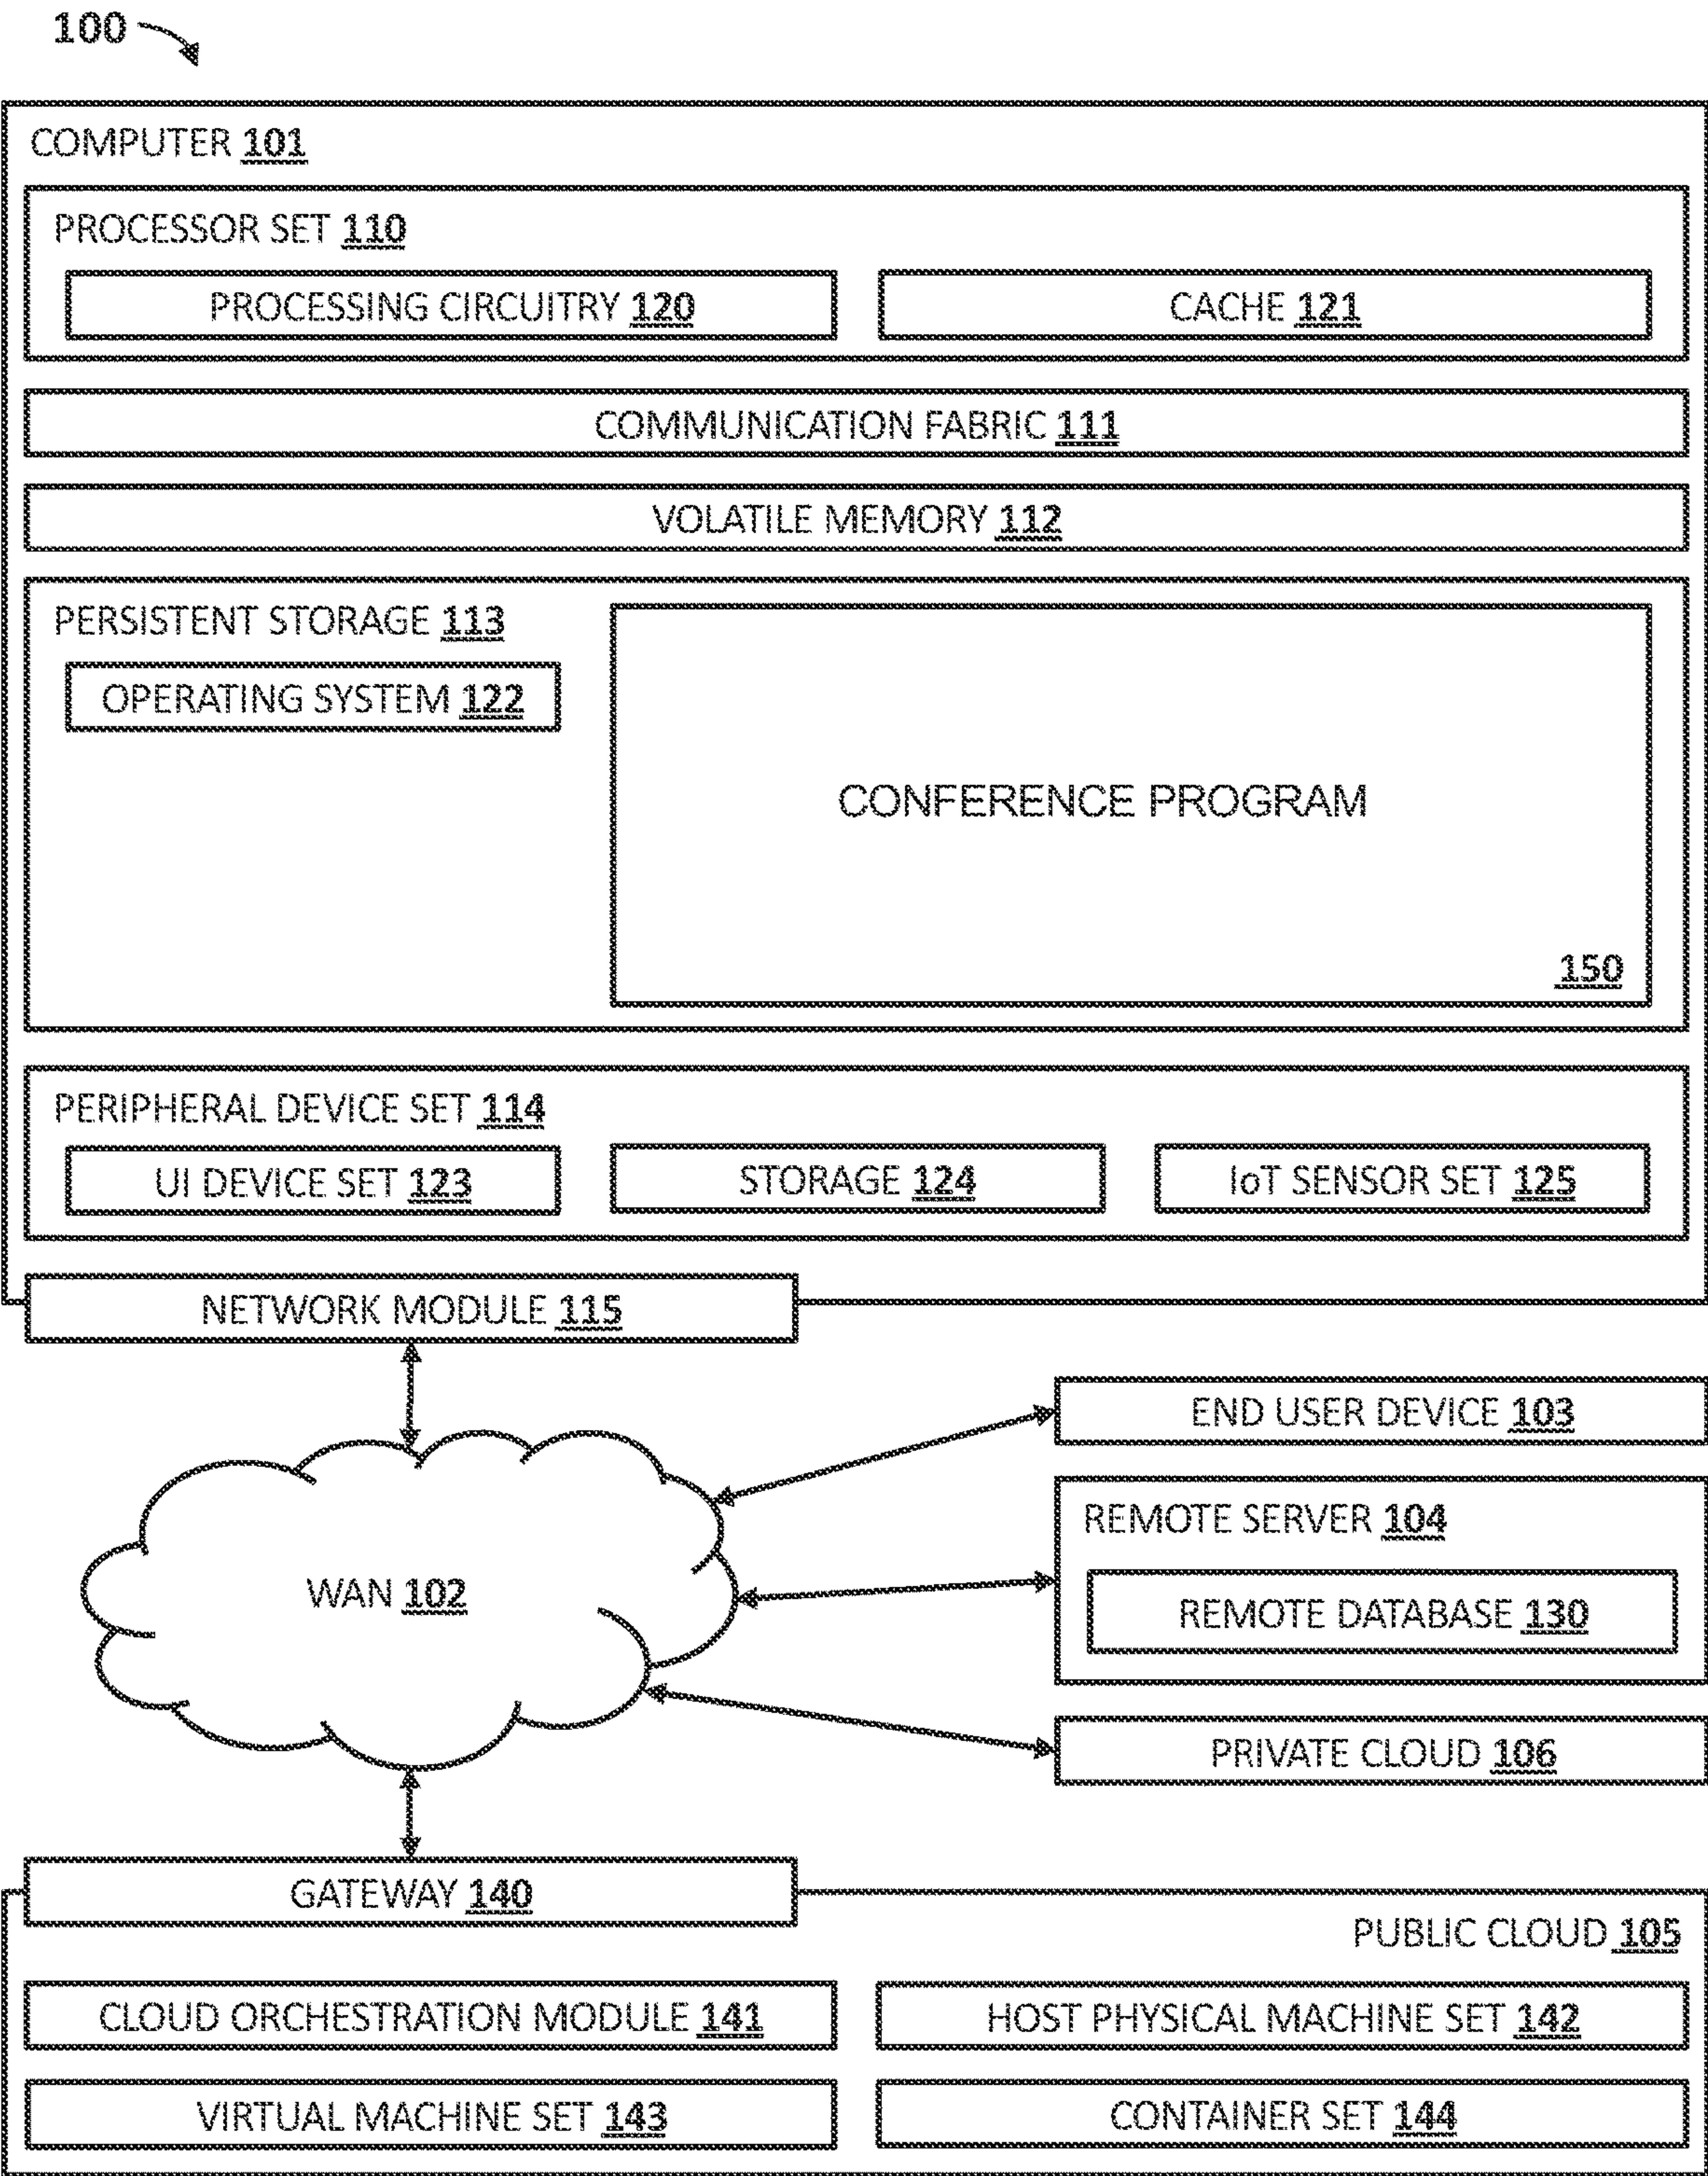 100
COMPUTER 101
PROCESSOR SET 110
PROCESSING CIRCUITRY 120
CACHE 121
COMMUNICATION FABRIC 111
VOLATILE MEMORY 112
PERSISTENT STORAGE 113
OPERATING SYSTEM 122
CONFERENCE PROGRAM
150
PERIPHERAL DEVICE SET 114
UI DEVICE SET 123
STORAGE 124
IoT SENSOR SET 125
NETWORK MODULE 115
END USER DEVICE 103
REMOTE SERVER 104
WAN 102
REMOTE DATABASE 130
PRIVATE CLOUD 106
GATEWAY 140
PUBLIC CLOUD 105
CLOUD ORCHESTRATION MODULE 141
HOST PHYSICAL MACHINE SET 142
VIRTUAL MACHINE SET 143
CONTAINER SET 144